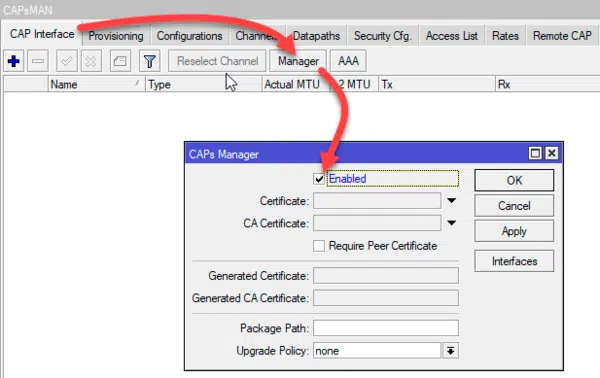 CAPsMAN
CAP Interface Provisioning Configurations Channels Datapaths Security Cfg. Access List Rates Remote CAP
Reselect Channel Manager AAA
Name Type Actual MTU L2 MTU Tx Rx
CAPs Manager
Enabled OK
Certificate: Cancel
CA Certificate: Apply
Require Peer Certificate
Interfaces
Generated Certificate:
Generated CA Certificate:
Package Path:
Upgrade Policy: none